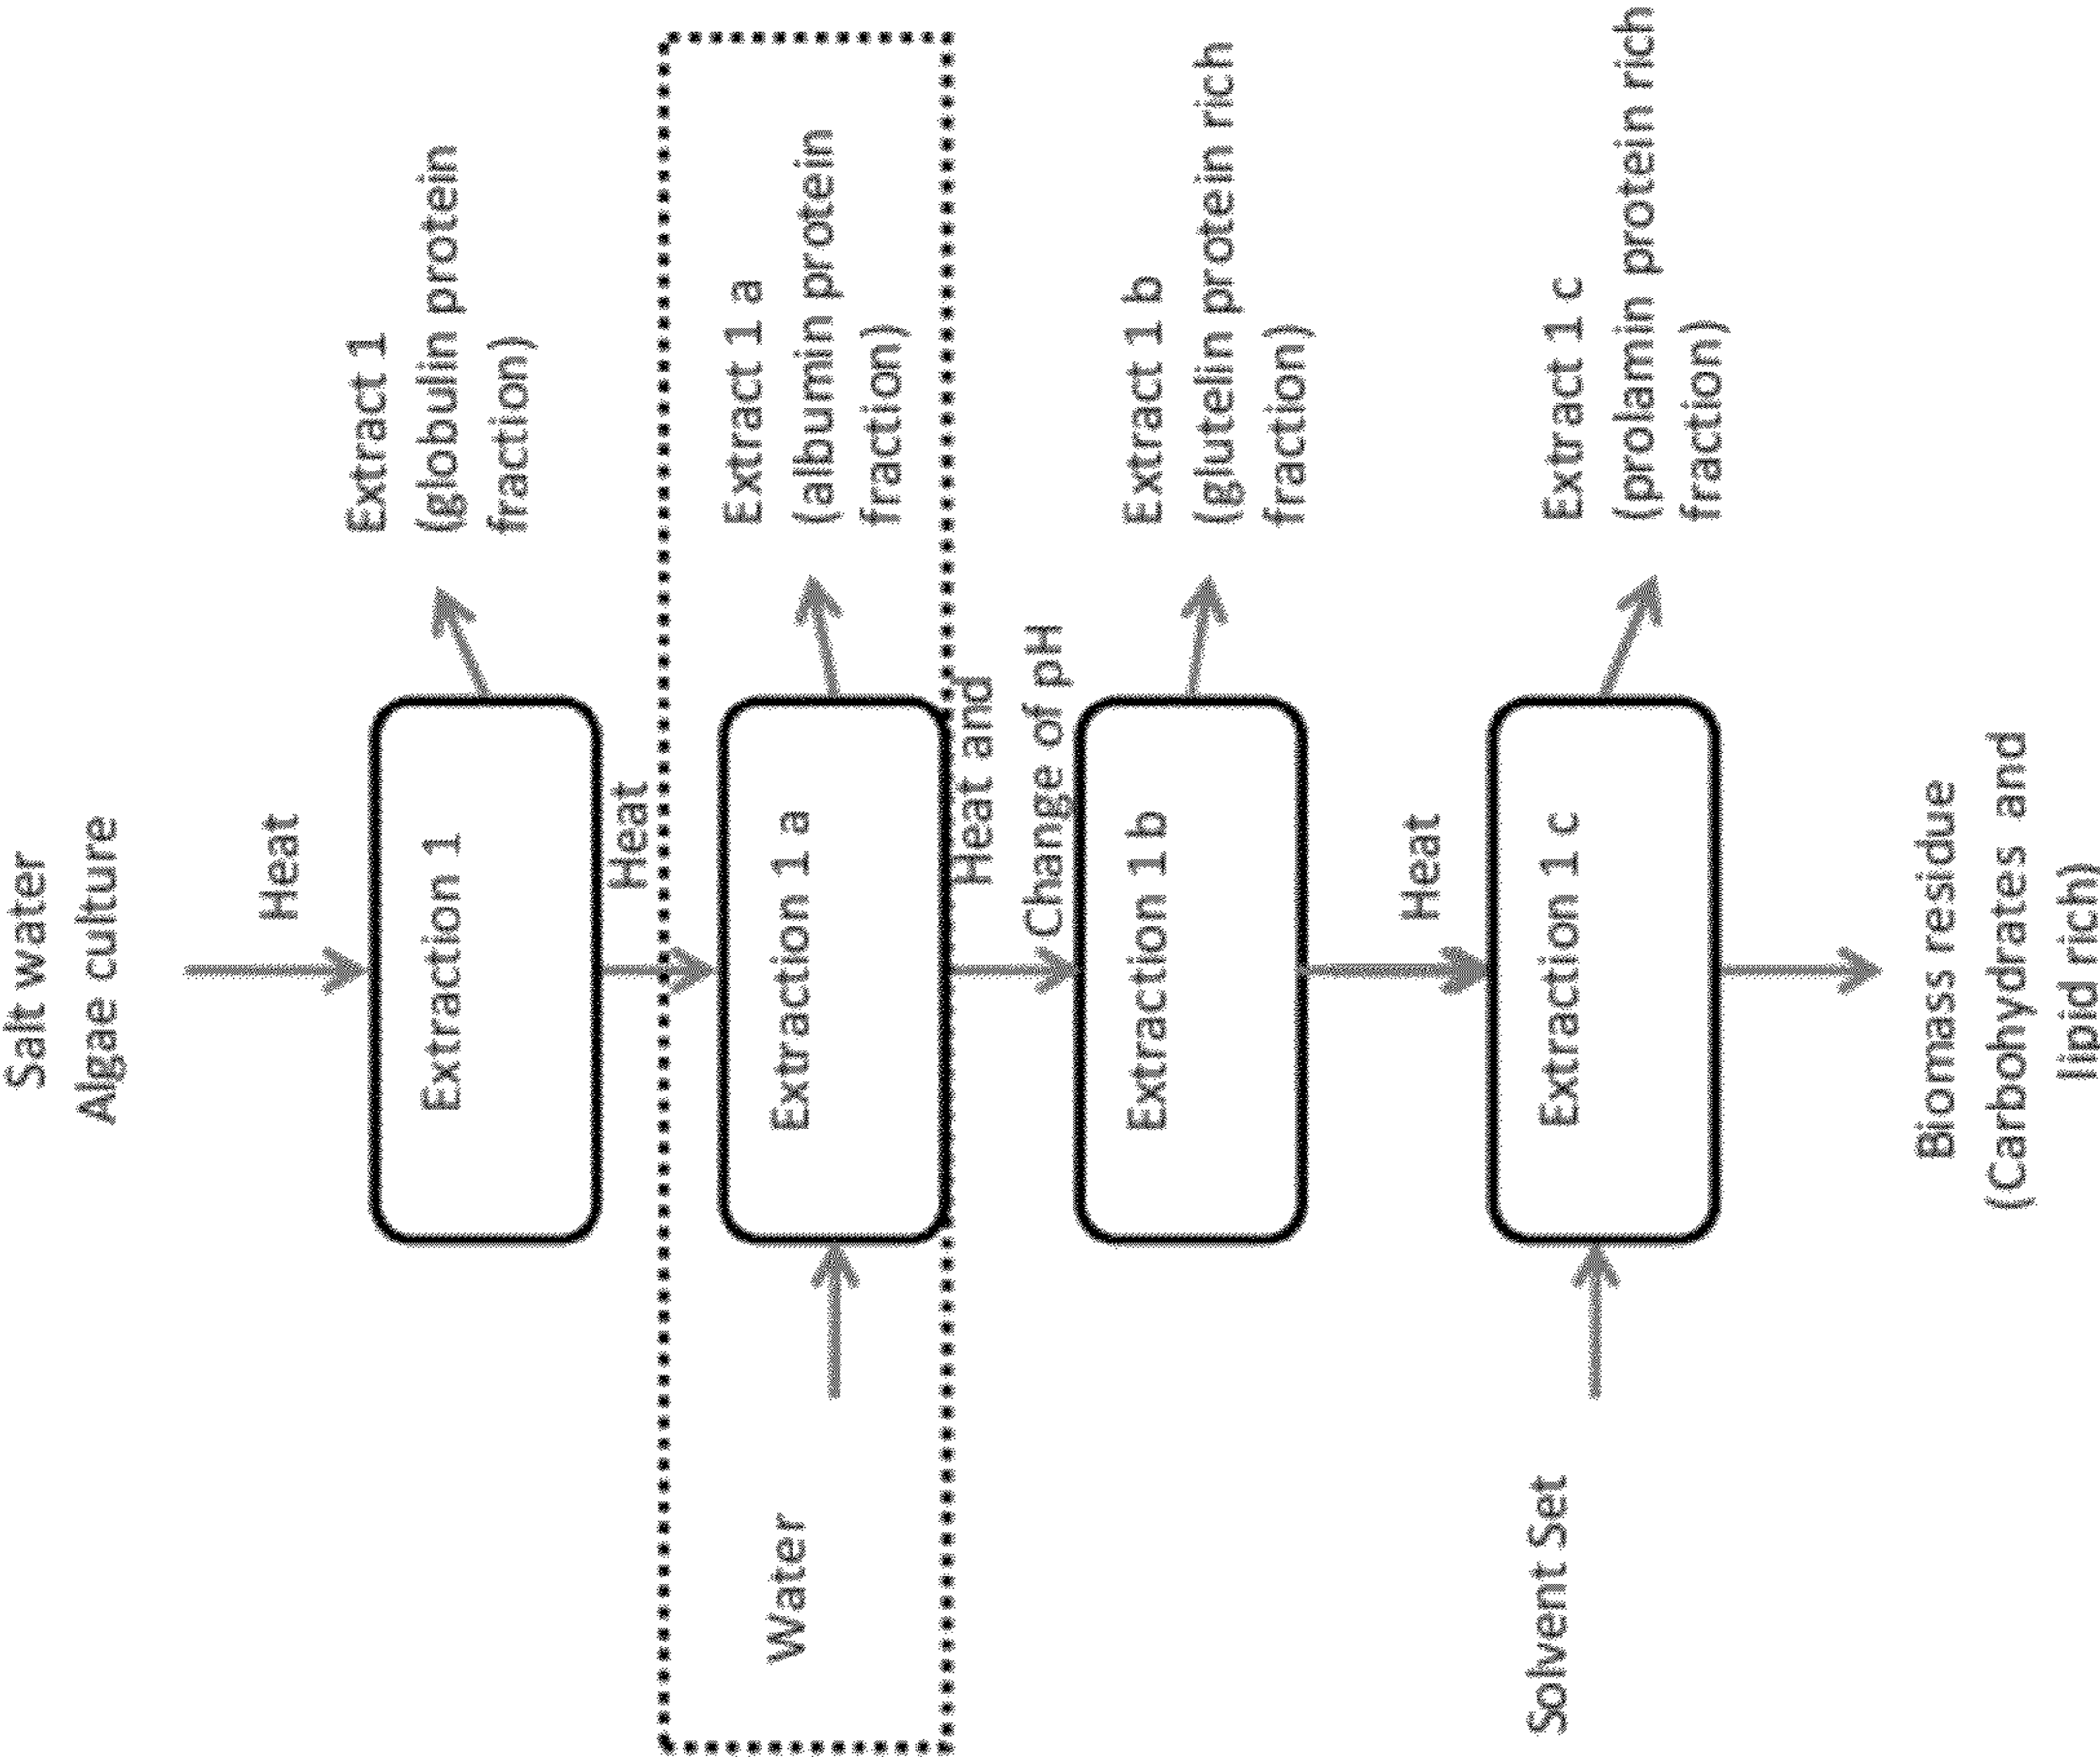 Salt water
Algae culture
Heat
Extraction 1
Extract 1
(globulin protein
fraction)
Heat
Water
Extraction 1 a
Extract 1 a
(albumin protein
fraction)
Heat and
Change of pH
Extraction 1 b
Extract 1 b
(glutelin protein rich
fraction)
Heat
Solvent Set
Extraction 1 c
Extract 1 c
(prolamin protein rich
fraction)
Biomass residue
(Carbohydrates and
lipid rich)